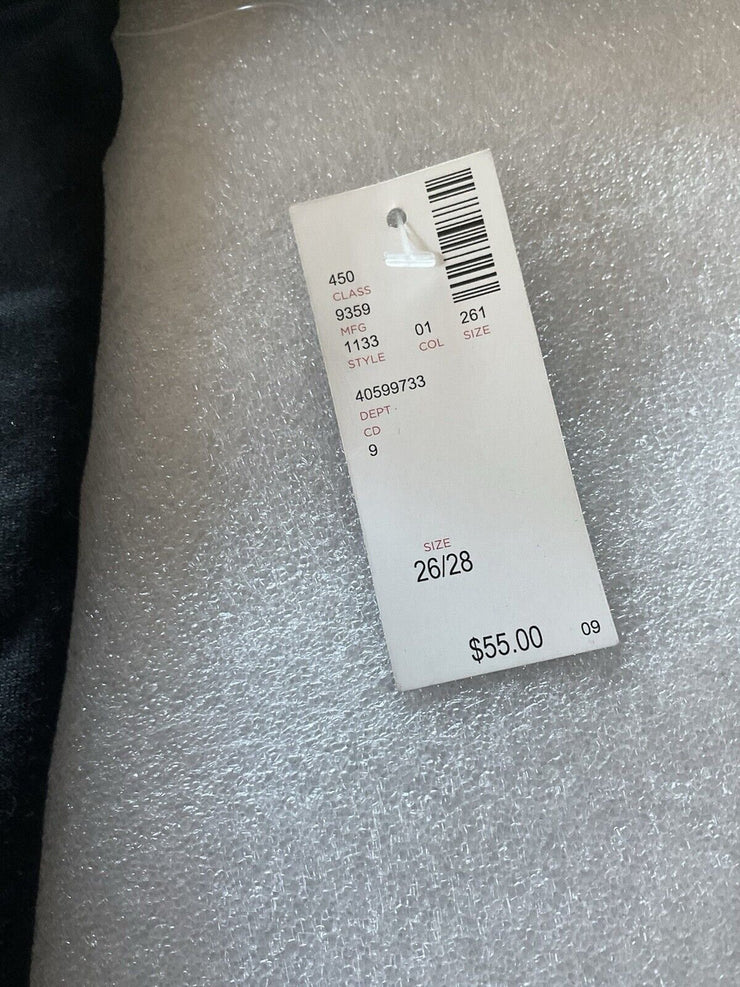 450
CLASS
9359
MFG
1133 01 261
STYLE COL SIZE
40599733
DEPT
CD
9
SIZE
26/28
$55.00 09